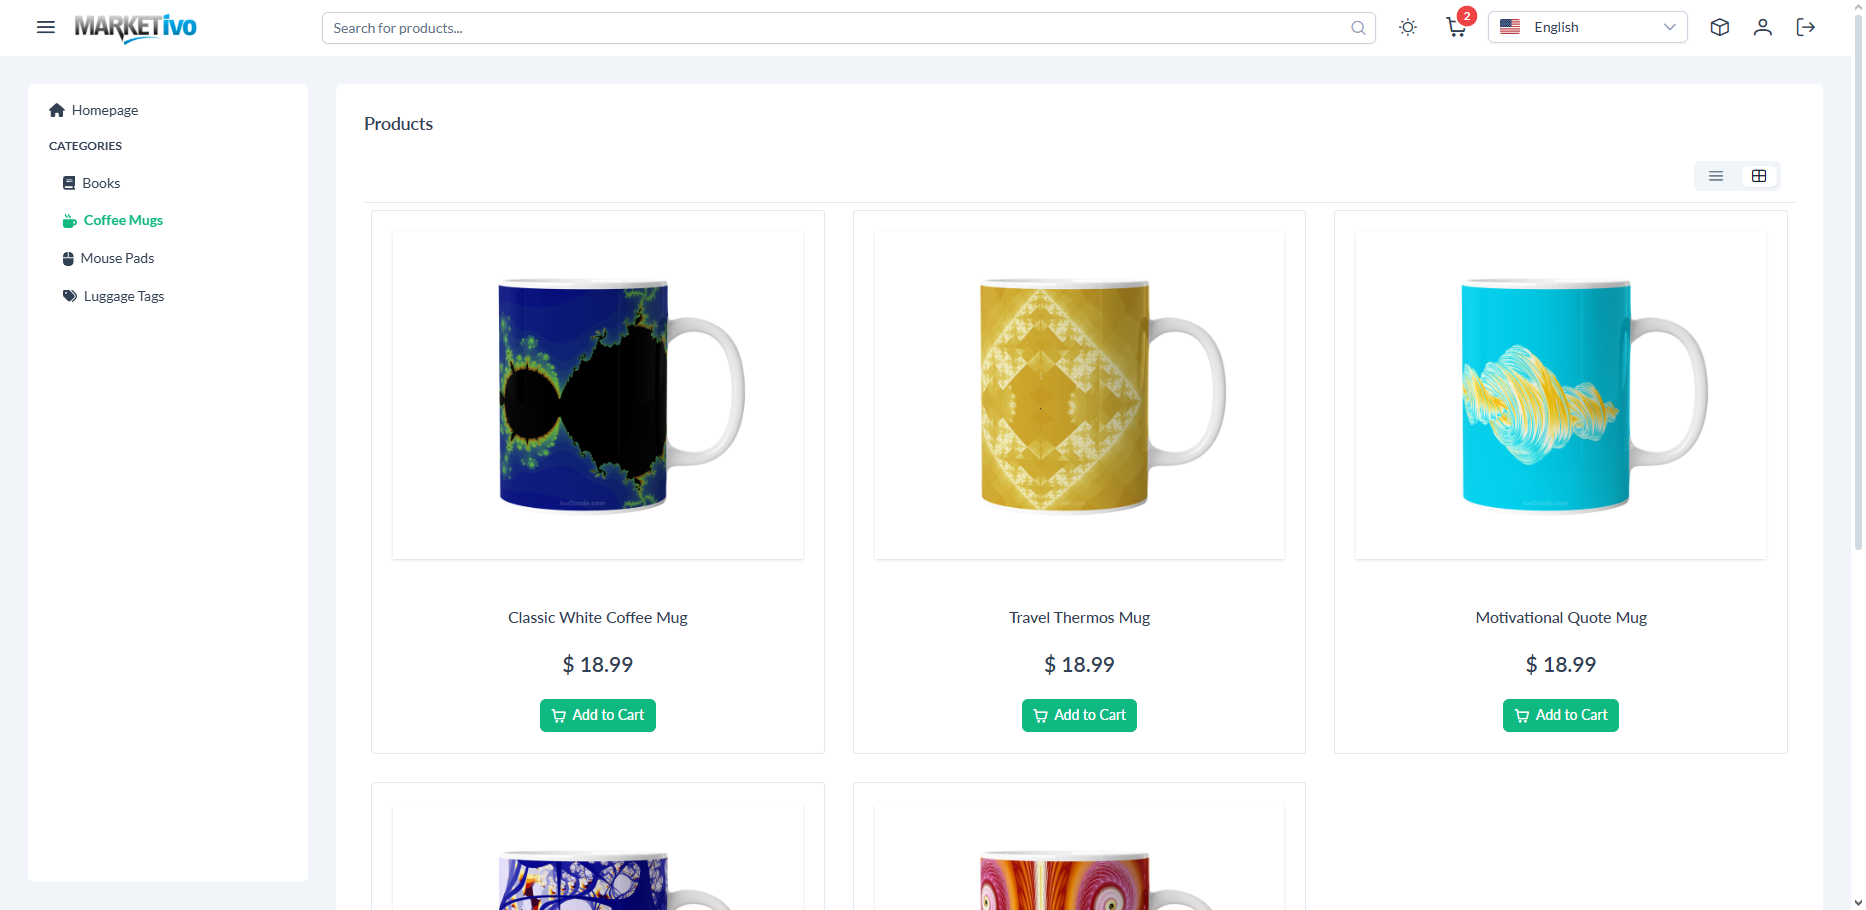 MARKETivo
Search for products...
2
English
Homepage
CATEGORIES
Books
Coffee Mugs
Mouse Pads
Luggage Tags
Products
Classic White Coffee Mug
$ 18.99
Add to Cart
Travel Thermos Mug
$ 18.99
Add to Cart
Motivational Quote Mug
$ 18.99
Add to Cart